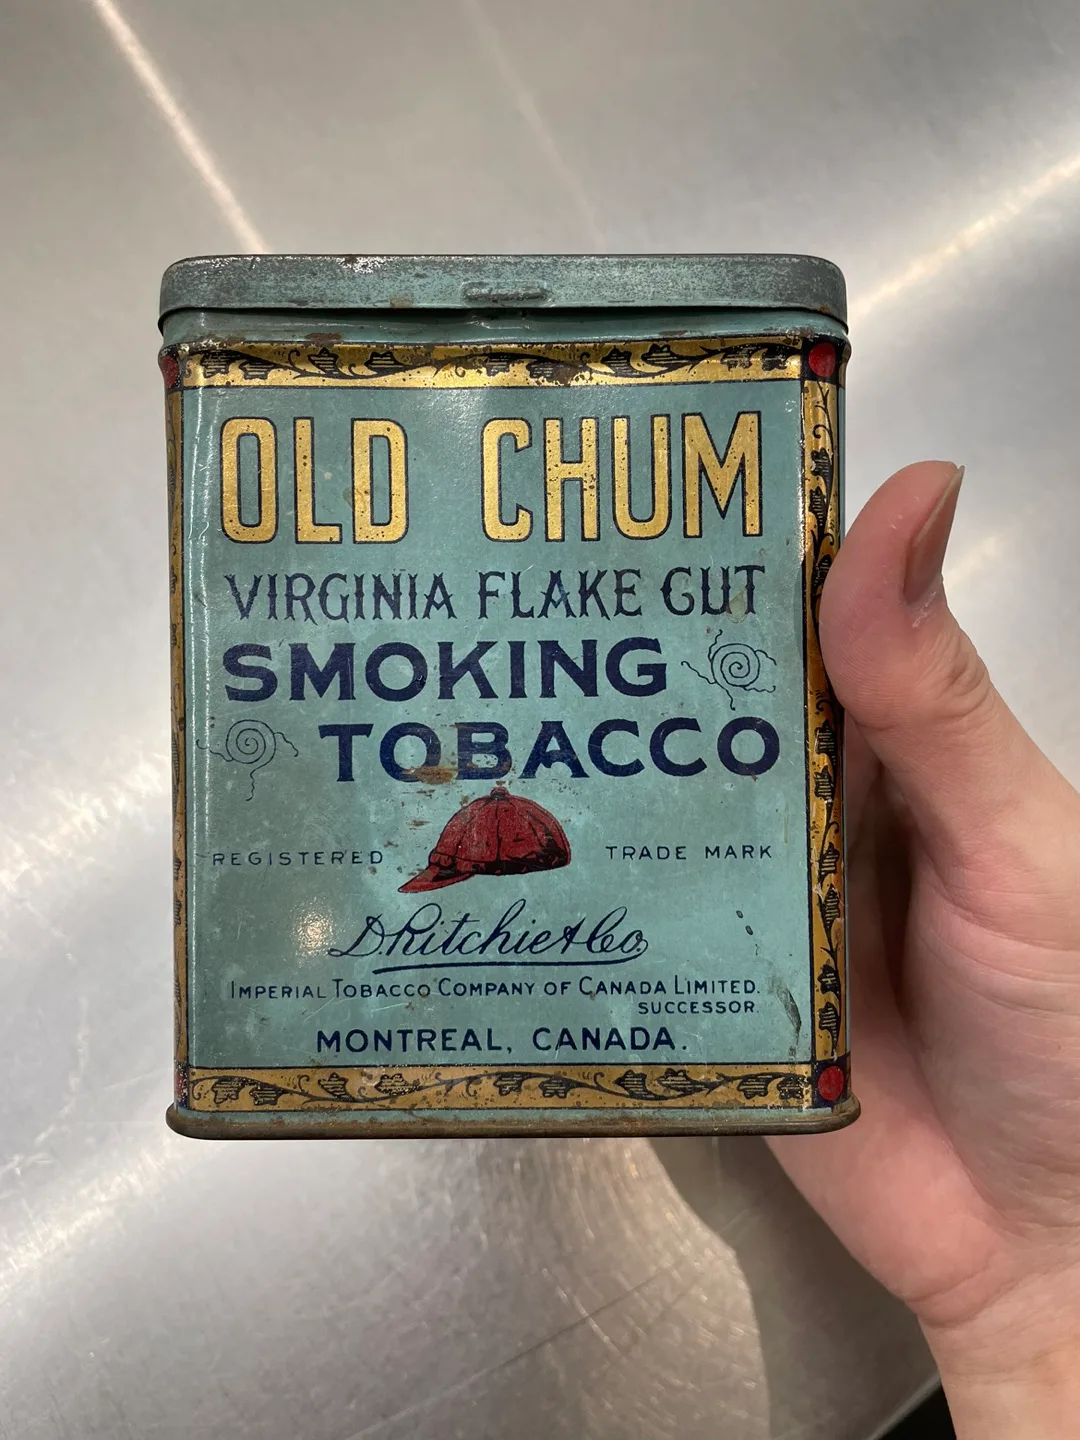 OLD CHUM
VIRGINIA FLAKE CUT
SMOKING
TOBACCO
REGISTERED TRADE MARK
D. Ritchie & Co.
IMPERIAL TOBACCO COMPANY OF CANADA LIMITED.
SUCCESSOR.
MONTREAL, CANADA.